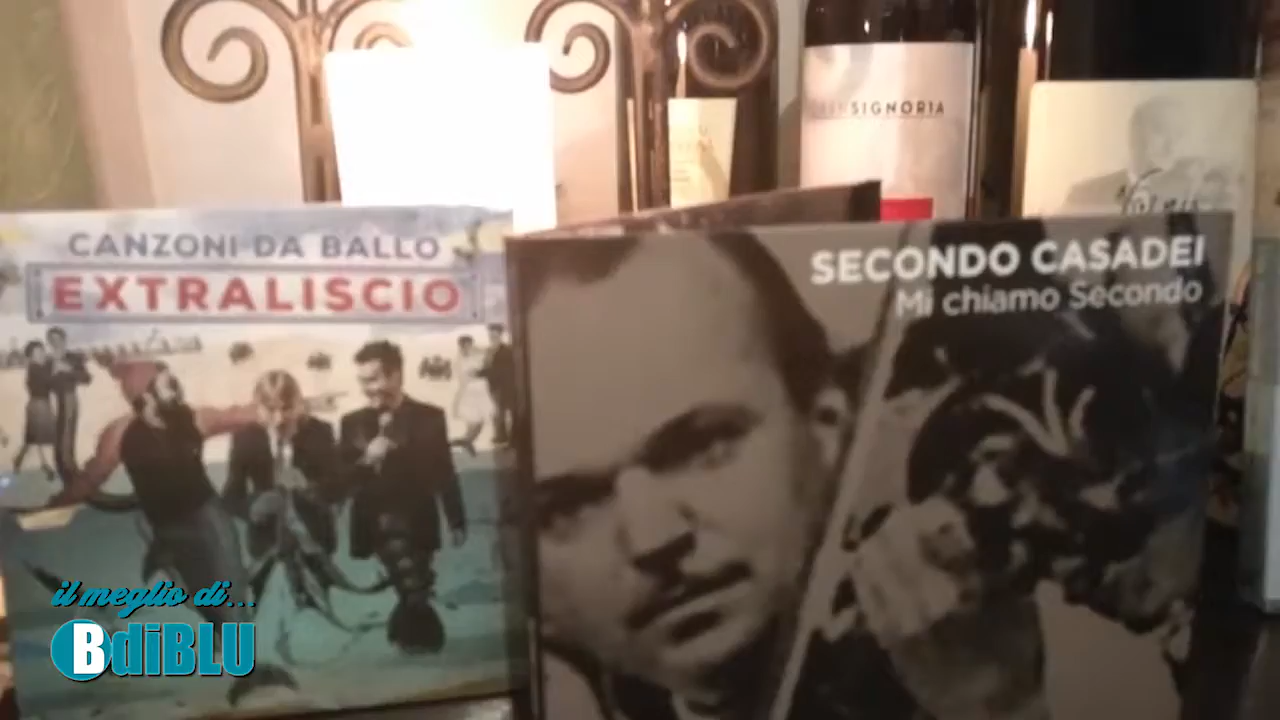 SIGNORIA
CANZONI DA BALLO
EXTRALISCIO
SECONDO CASADEI
Mi chiamo Secondo
il meglio di...
BdiBLU